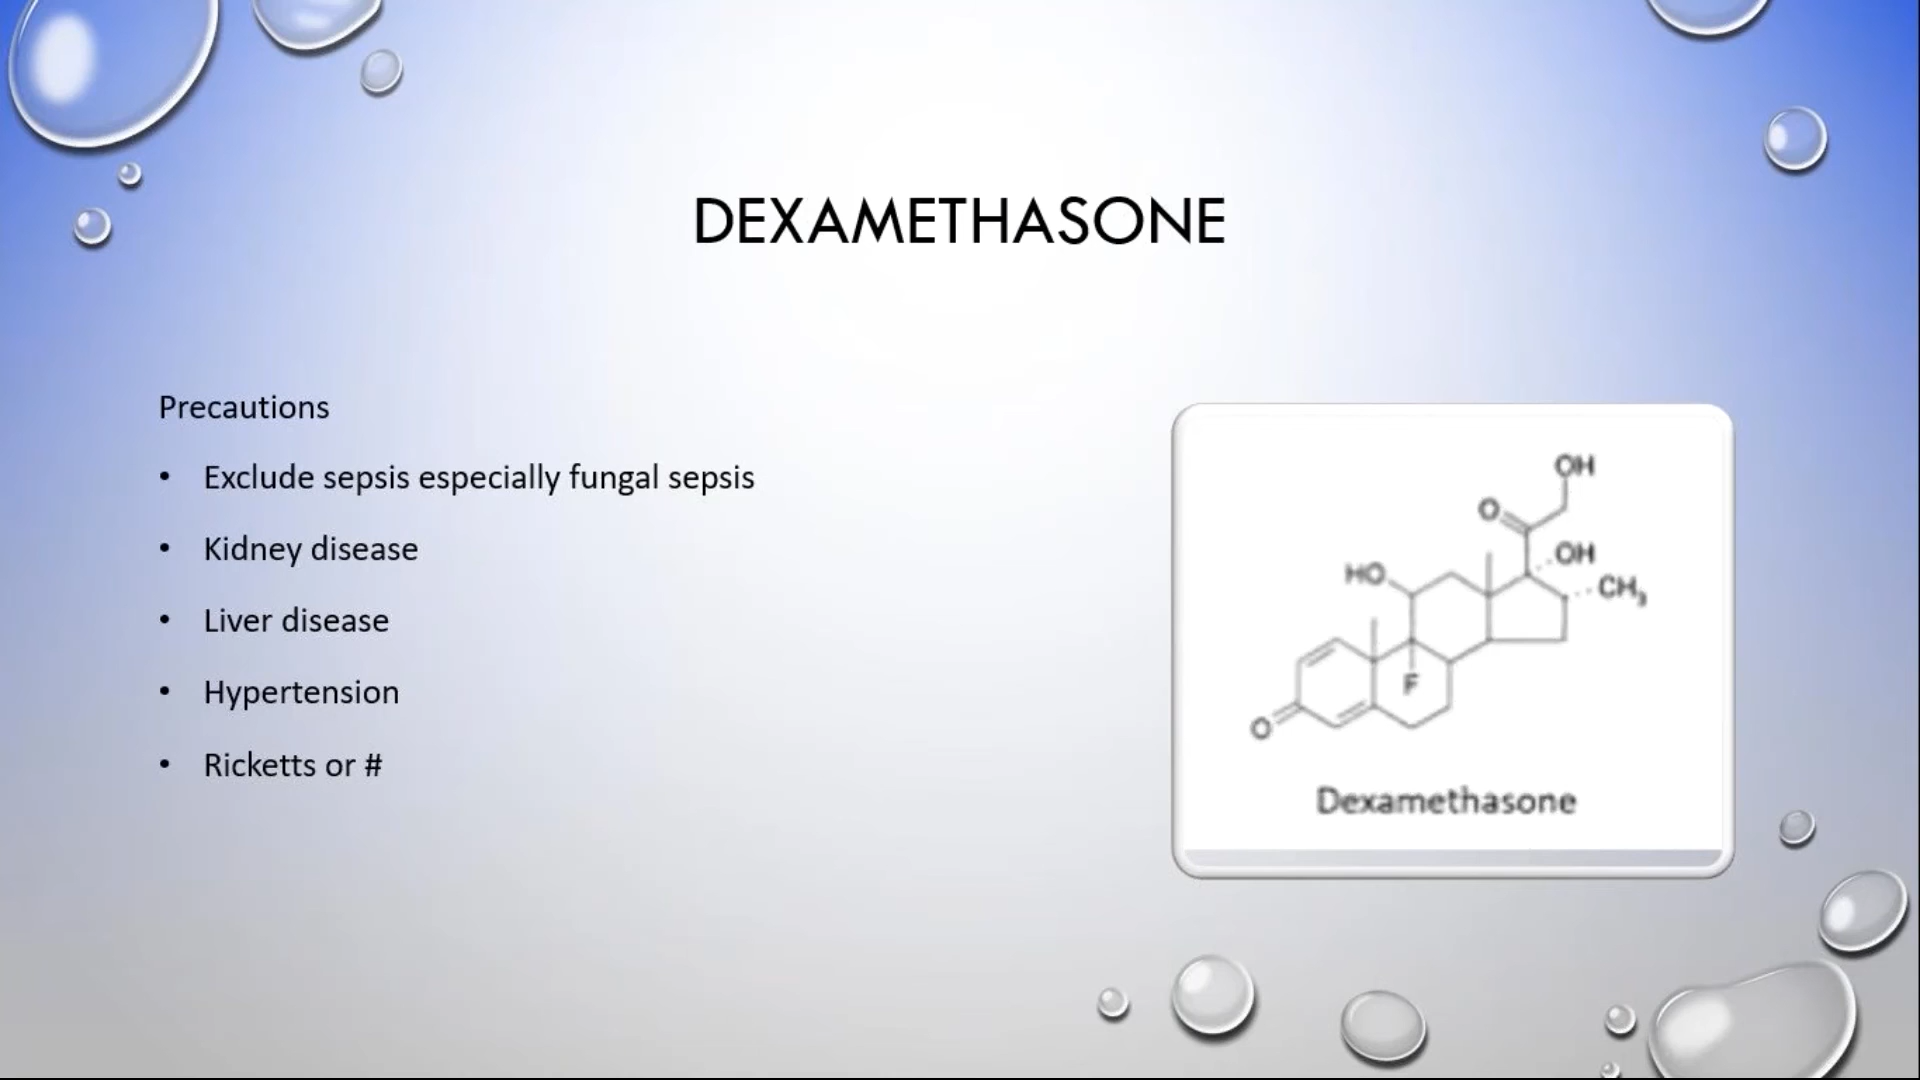 DEXAMETHASONE
Precautions
• Exclude sepsis especially fungal sepsis
• Kidney disease
• Liver disease
• Hypertension
• Ricketts or #
OH
O
OH
HO
CH₃
F
O
Dexamethasone